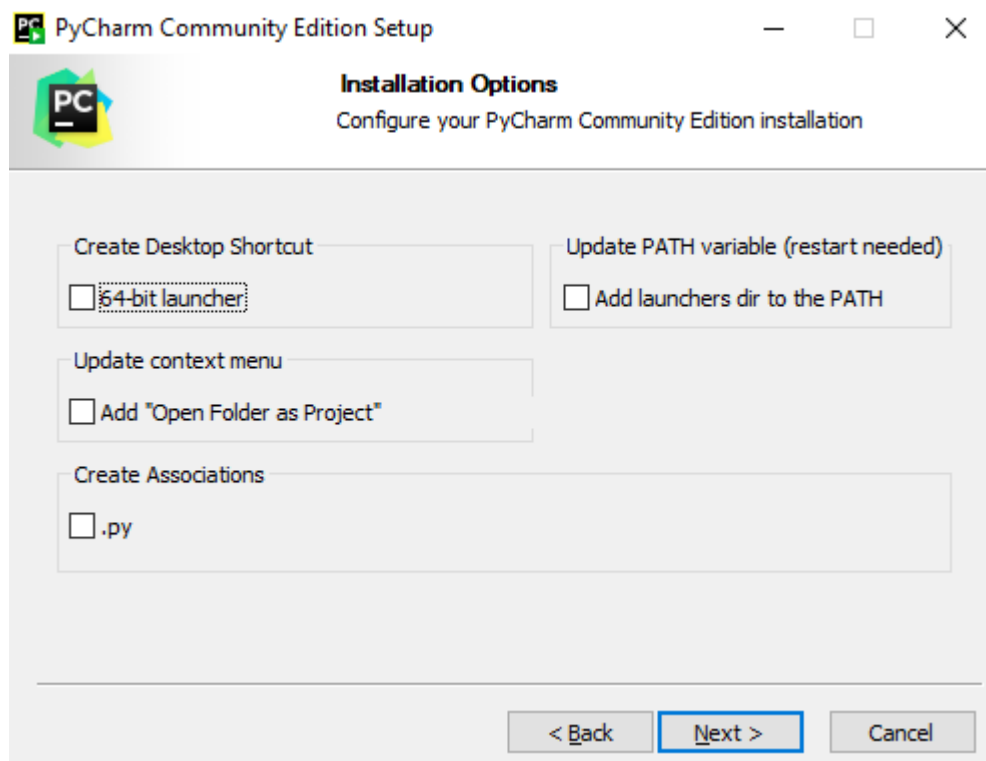 PC PyCharm Community Edition Setup
PC
Installation Options
Configure your PyCharm Community Edition installation
Create Desktop Shortcut
64-bit launcher
Update PATH variable (restart needed)
Add launchers dir to the PATH
Update context menu
Add "Open Folder as Project"
Create Associations
.py
< Back
Next >
Cancel